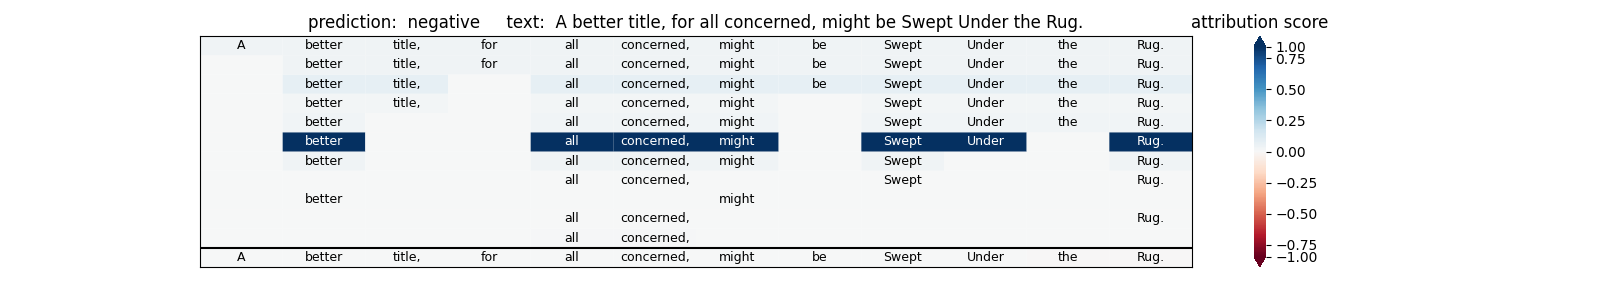 prediction: negative text: A better title, for all concerned, might be Swept Under the Rug. attribution score
A better title, for all concerned, might be Swept Under the Rug.
better title, for all concerned, might be Swept Under the Rug.
better title, all concerned, might be Swept Under the Rug.
better title, all concerned, might Swept Under the Rug.
better all concerned, might Swept Under the Rug.
better all concerned, might Swept Under Rug.
better all concerned, might Swept Rug.
all concerned, Swept Rug.
better might
all concerned, Rug.
all concerned,
A better title, for all concerned, might be Swept Under the Rug.
1.00
0.75
0.50
0.25
0.00
−0.25
−0.50
−0.75
−1.00